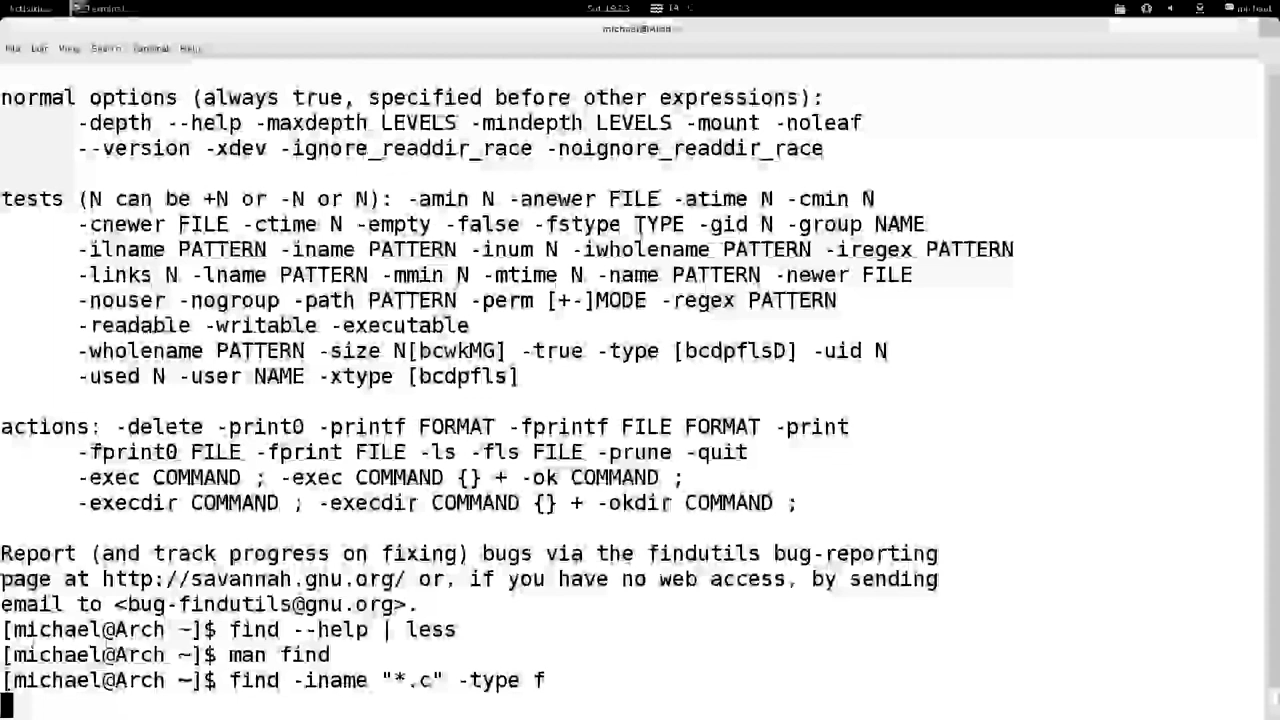 michael@Arch:~
File Edit View Search Terminal Help
normal options (always true, specified before other expressions):
-depth --help -maxdepth LEVELS -mindepth LEVELS -mount -noleaf
--version -xdev -ignore_readdir_race -noignore_readdir_race
tests (N can be +N or -N or N): -amin N -anewer FILE -atime N -cmin N
-cnewer FILE -ctime N -empty -false -fstype TYPE -gid N -group NAME
-ilname PATTERN -iname PATTERN -inum N -iwholename PATTERN -iregex PATTERN
-links N -lname PATTERN -mmin N -mtime N -name PATTERN -newer FILE
-nouser -nogroup -path PATTERN -perm [+-]MODE -regex PATTERN
-readable -writable -executable
-wholename PATTERN -size N[bcwkMG] -true -type [bcdpflsD] -uid N
-used N -user NAME -xtype [bcdpfls]
actions: -delete -print0 -printf FORMAT -fprintf FILE FORMAT -print
-fprint0 FILE -fprint FILE -ls -fls FILE -prune -quit
-exec COMMAND ; -exec COMMAND {} + -ok COMMAND ;
-execdir COMMAND ; -execdir COMMAND {} + -okdir COMMAND ;
Report (and track progress on fixing) bugs via the findutils bug-reporting
page at http://savannah.gnu.org/ or, if you have no web access, by sending
email to <bug-findutils@gnu.org>.
[michael@Arch ~]$ find --help | less
[michael@Arch ~]$ man find
[michael@Arch ~]$ find -iname "*.c" -type f